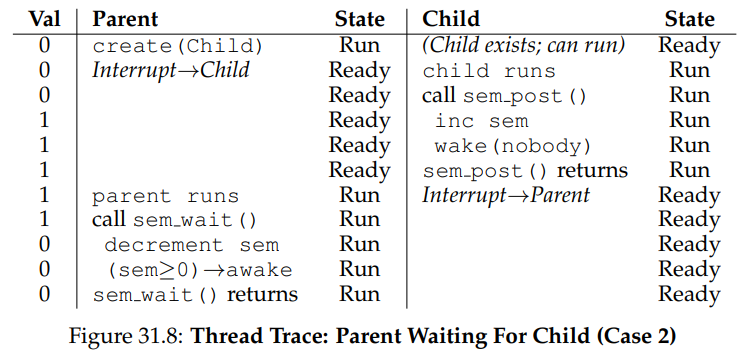 Val Parent State Child State
0 create(Child) Run (Child exists; can run) Ready
0 Interrupt→Child Ready child runs Run
0 Ready call sem_post() Run
1 Ready inc sem Run
1 Ready wake(nobody) Run
1 Ready sem_post() returns Run
1 parent runs Run Interrupt→Parent Ready
1 call sem_wait() Run Ready
0 decrement sem Run Ready
0 (sem≥0)→awake Run Ready
0 sem_wait() returns Run Ready
Figure 31.8: Thread Trace: Parent Waiting For Child (Case 2)